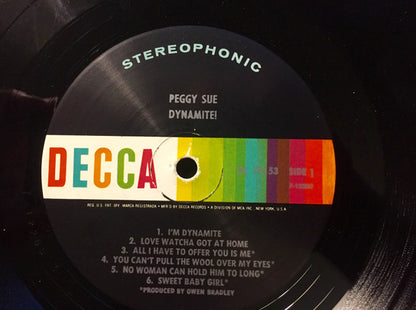 STEREOPHONIC
PEGGY SUE
DYNAMITE!
DECCA
53 SIDE 1
REG. U.S. PAT. OFF. MARCA REGISTRADA • MFR'D BY DECCA RECORDS • A DIVISION OF MCA INC. • NEW YORK, U.S.A.
1. I'M DYNAMITE
2. LOVE WATCHA GOT AT HOME
3. ALL I HAVE TO OFFER YOU IS ME*
4. YOU CAN'T PULL THE WOOL OVER MY EYES*
5. NO WOMAN CAN HOLD HIM TO LONG*
6. SWEET BABY GIRL*
*PRODUCED BY OWEN BRADLEY